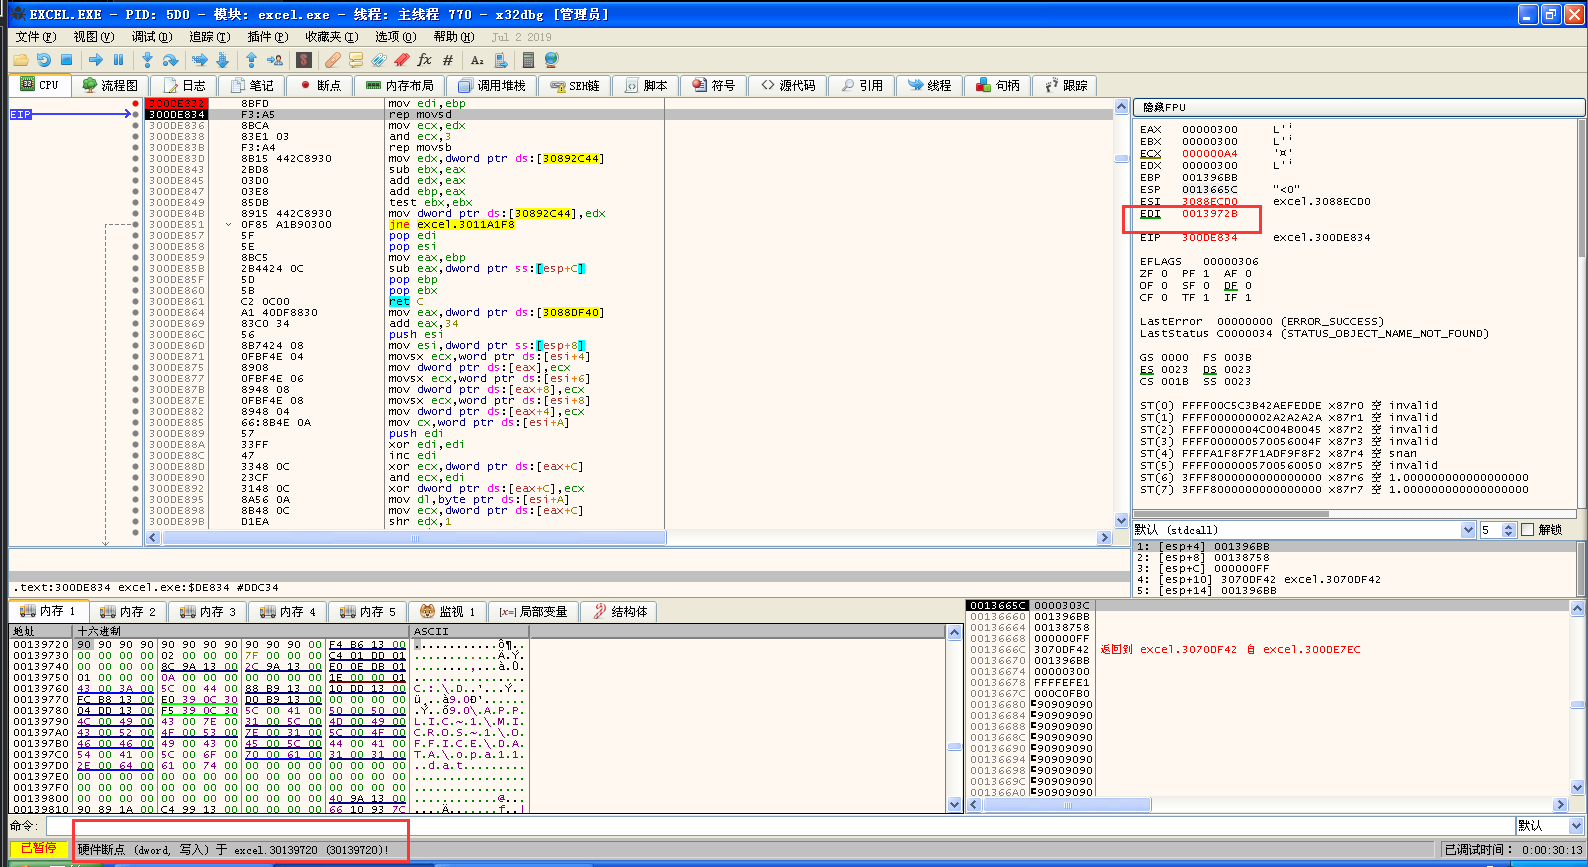 EXCEL.EXE - PID: 5D0 - 模块: excel.exe - 线程: 主线程 770 - x32dbg [管理员]
文件(F) 视图(V) 调试(D) 追踪(T) 插件(P) 收藏夹(I) 选项(O) 帮助(H) Jul 2 2019
CPU 流程图 日志 笔记 断点 内存布局 调用堆栈 SEH链 脚本 符号 源代码 引用 线程 句柄 跟踪
EIP
300DE832 8BFD mov edi,ebp
300DE834 F3:A5 rep movsd
300DE836 8BCA mov ecx,edx
300DE838 83E1 03 and ecx,3
300DE83B F3:A4 rep movsb
300DE83D 8B15 442C8930 mov edx,dword ptr ds:[30892C44]
300DE843 2BD8 sub ebx,eax
300DE845 03D0 add edx,eax
300DE847 03E8 add ebp,eax
300DE849 85DB test ebx,ebx
300DE84B 8915 442C8930 mov dword ptr ds:[30892C44],edx
300DE851 0F85 A1B90300 jne excel.3011A1F8
300DE857 5F pop edi
300DE858 5E pop esi
300DE859 8BC5 mov eax,ebp
300DE85B 2B4424 0C sub eax,dword ptr ss:[esp+C]
300DE85F 5D pop ebp
300DE860 5B pop ebx
300DE861 C2 0C00 ret C
300DE864 A1 40DF8830 mov eax,dword ptr ds:[3088DF40]
300DE869 83C0 34 add eax,34
300DE86C 56 push esi
300DE86D 8B7424 08 mov esi,dword ptr ss:[esp+8]
300DE871 0FBF4E 04 movsx ecx,word ptr ds:[esi+4]
300DE875 8908 mov dword ptr ds:[eax],ecx
300DE877 0FBF4E 06 movsx ecx,word ptr ds:[esi+6]
300DE87B 8948 08 mov dword ptr ds:[eax+8],ecx
300DE87E 0FBF4E 08 movsx ecx,word ptr ds:[esi+8]
300DE882 8948 04 mov dword ptr ds:[eax+4],ecx
300DE885 66:8B4E 0A mov cx,word ptr ds:[esi+A]
300DE889 57 push edi
300DE88A 33FF xor edi,edi
300DE88C 47 inc edi
300DE88D 3348 0C xor ecx,dword ptr ds:[eax+C]
300DE890 23CF and ecx,edi
300DE892 3148 0C xor dword ptr ds:[eax+C],ecx
300DE895 8A56 0A mov dl,byte ptr ds:[esi+A]
300DE898 8B48 0C mov ecx,dword ptr ds:[eax+C]
300DE89B D1EA shr edx,1
隐藏FPU
EAX 00000300 L'
EBX 00000300 L'
ECX 000000A4 '¤'
EDX 00000300 L'
EBP 001396BB
ESP 0013665C "<0"
ESI 3088ECD0 excel.3088ECD0
EDI 0013972B
EIP 300DE834 excel.300DE834
EFLAGS 00000306
ZF 0 PF 1 AF 0
OF 0 SF 0 DF 0
CF 0 TF 1 IF 1
LastError 00000000 (ERROR_SUCCESS)
LastStatus C0000034 (STATUS_OBJECT_NAME_NOT_FOUND)
GS 0000 FS 003B
ES 0023 DS 0023
CS 001B SS 0023
ST(0) FFFF00C5C3B42AEFEDDE x87r0 空 invalid
ST(1) FFFF00000002A2A2A2A x87r1 空 invalid
ST(2) FFFF0000004C004B0045 x87r2 空 invalid
ST(3) FFFF000000570056004F x87r3 空 invalid
ST(4) FFFFA1F8F7F1ADF9F8F2 x87r4 空 snan
ST(5) FFFF0000005700560050 x87r5 空 invalid
ST(6) 3FFF8000000000000000 x87r6 空 1.000000000000000000
ST(7) 3FFF8000000000000000 x87r7 空 1.000000000000000000
默认 (stdcall) 5 解锁
1: [esp+4] 001396BB
2: [esp+8] 00138758
3: [esp+C] 000000FF
4: [esp+10] 3070DF42 excel.3070DF42
5: [esp+14] 001396BB
.text:300DE834 excel.exe:$DE834 #DDC34
内存 1 内存 2 内存 3 内存 4 内存 5 监视 1 [x=] 局部变量 结构体
地址 十六进制 ASCII
00139720 90 90 90 90 90 90 90 90 90 90 90 90 F4 B6 13 00
00139730 00 00 00 00 02 00 00 00 7F 00 00 00 C4 01 DD 01
00139740 00 00 00 00 8C 9A 13 00 2C 9A 13 00 E0 0E DB 01
00139750 01 00 00 00 0A 00 00 00 00 00 00 00 1E 00 00 01
00139760 43 00 3A 00 5C 00 44 00 88 B9 13 00 10 DD 13 00
00139770 FC B8 13 00 E0 39 0C 30 D0 B9 13 00 00 00 00 00
00139780 04 DD 13 00 F5 39 0C 30 5C 00 41 00 50 00 50 00
00139790 4C 00 49 00 43 00 7E 00 31 00 5C 00 4D 00 49 00 L.I.C.~.1.\.M.I.
001397A0 43 00 52 00 4F 00 53 00 7E 00 31 00 5C 00 4F 00 C.R.O.S.~.1.\.O.
001397B0 46 00 46 00 49 00 43 00 45 00 5C 00 44 00 41 00 F.F.I.C.E.\.D.A.
001397C0 54 00 41 00 5C 00 6F 00 70 00 61 00 31 00 31 00 T.A.\.o.p.a.1.1.
001397D0 2E 00 64 00 61 00 74 00 00 00 00 00 00 00 00 00 ..d.a.t.........
001397E0 00 00 00 00 00 00 00 00 00 00 00 00 00 00 00 00 ................
001397F0 00 00 00 00 00 00 00 00 00 00 00 00 00 00 00 00 ................
00139800 00 00 00 00 00 00 00 00 00 00 00 00 40 9A 13 00 ............@...
00139810 90 89 1A 00 C4 99 13 00 00 00 00 00 66 10 93 7C
0013665C 0000303C
00136660 001396BB
00136664 00138758
00136668 000000FF
0013666C 3070DF42 返回到 excel.3070DF42 自 excel.300DE7EC
00136670 001396BB
00136674 00000300
00136678 FFFFEFE1
0013667C 000C0FB0
00136680 90909090
00136684 90909090
00136688 90909090
0013668C 90909090
00136690 90909090
00136694 90909090
00136698 90909090
0013669C 90909090
001366A0 90909090
命令: 默认
已暂停 硬件断点 (dword, 写入) 于 excel.30139720 (30139720)! 已调试时间: 0:00:30:13